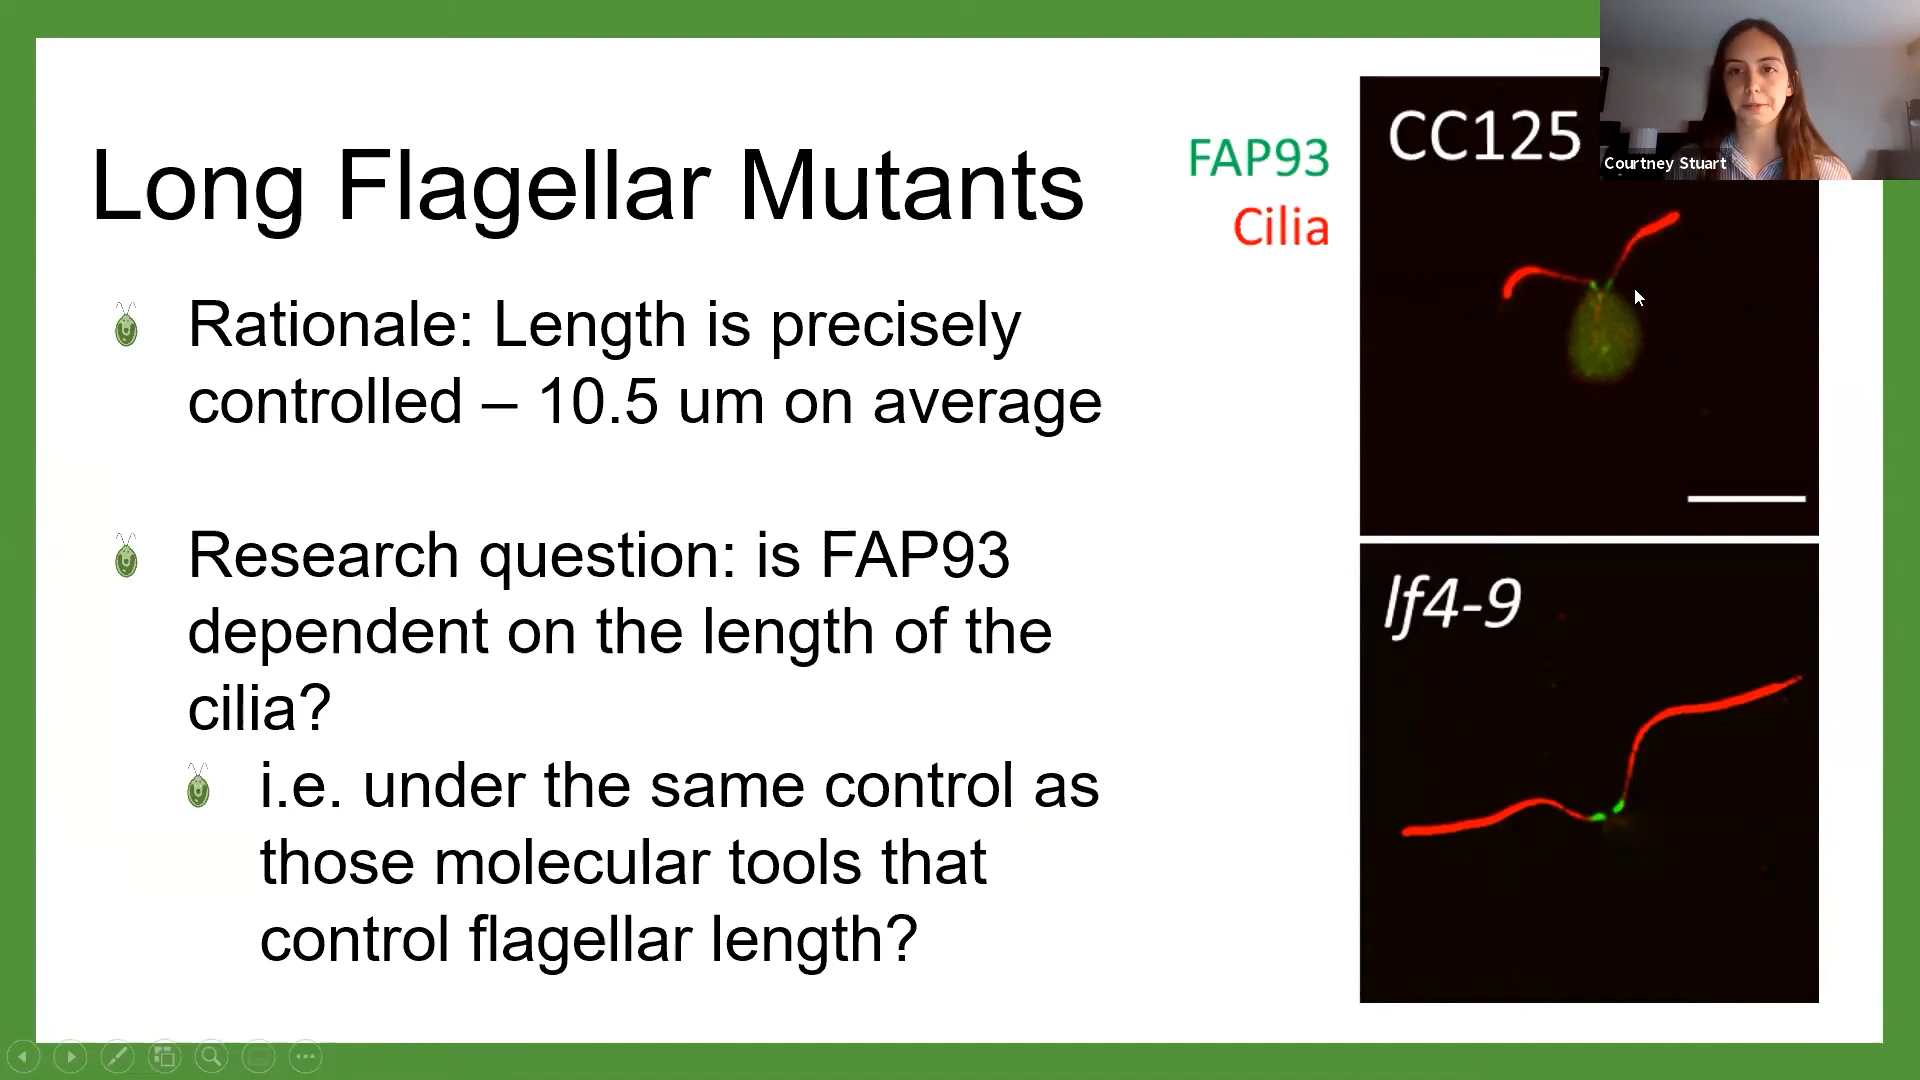 Long Flagellar Mutants
Rationale: Length is precisely
controlled – 10.5 um on average
Research question: is FAP93
dependent on the length of the
cilia?
i.e. under the same control as
those molecular tools that
control flagellar length?
FAP93
Cilia
CC125
Courtney Stuart
lf4-9